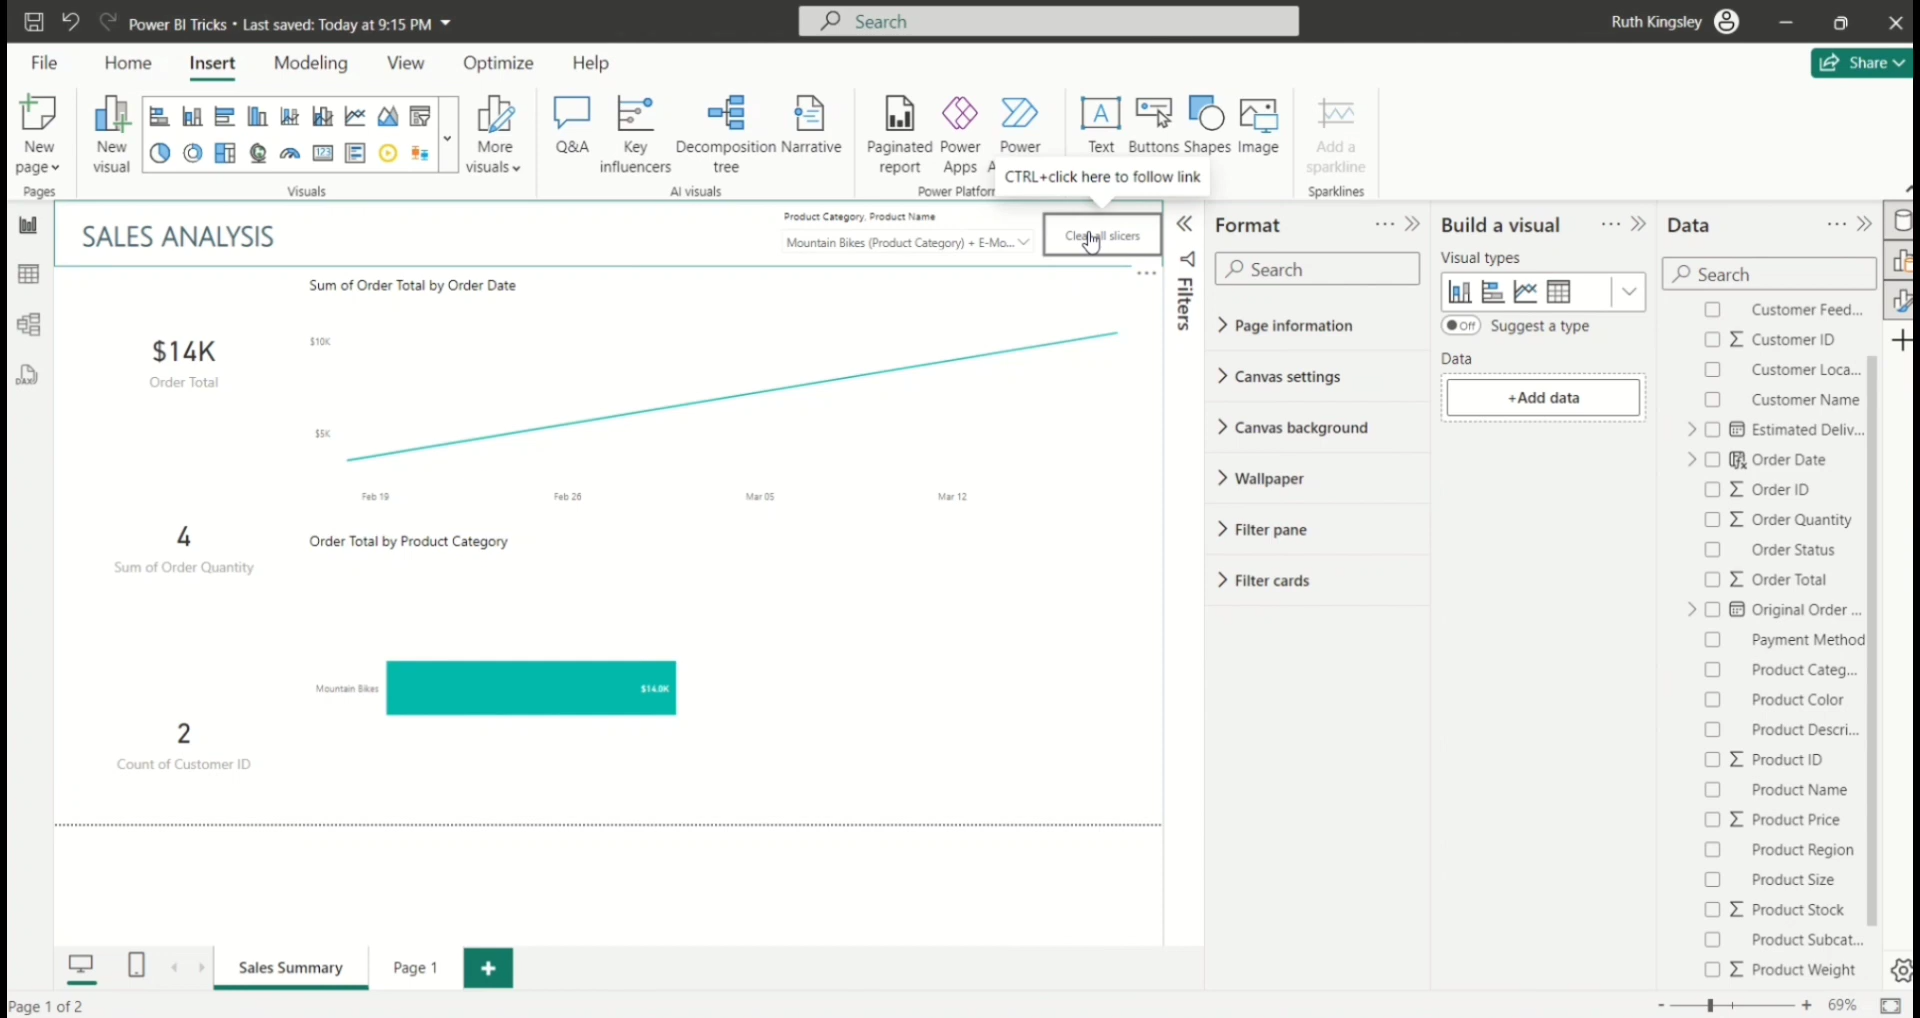 Power BI Tricks • Last saved: Today at 9:15 PM
Search
Ruth Kingsley
File
Home
Insert
Modeling
View
Optimize
Help
Share
New page
New visual
More visuals
Q&A
Key influencers
Decomposition tree
Narrative
Paginated report
Power Apps
Power
A
Text
Buttons
Shapes
Image
Add a sparkline
Pages
Visuals
AI visuals
Power Platfor
Sparklines
CTRL+click here to follow link
SALES ANALYSIS
Product Category, Product Name
Mountain Bikes (Product Category) + E-Mo...
Clear all slicers
Sum of Order Total by Order Date
$10K
$5K
Feb 19
Feb 26
Mar 05
Mar 12
$14K
Order Total
4
Sum of Order Quantity
2
Count of Customer ID
Order Total by Product Category
Mountain Bikes
$14.0K
Filters
Format
Search
Page information
Canvas settings
Canvas background
Wallpaper
Filter pane
Filter cards
Build a visual
Visual types
Off
Suggest a type
Data
+Add data
Data
Search
Customer Feed...
Customer ID
Customer Loca...
Customer Name
Estimated Deliv...
Order Date
Order ID
Order Quantity
Order Status
Order Total
Original Order ...
Payment Method
Product Categ...
Product Color
Product Descri...
Product ID
Product Name
Product Price
Product Region
Product Size
Product Stock
Product Subcat...
Product Weight
DAX
Sales Summary
Page 1
Page 1 of 2
69%